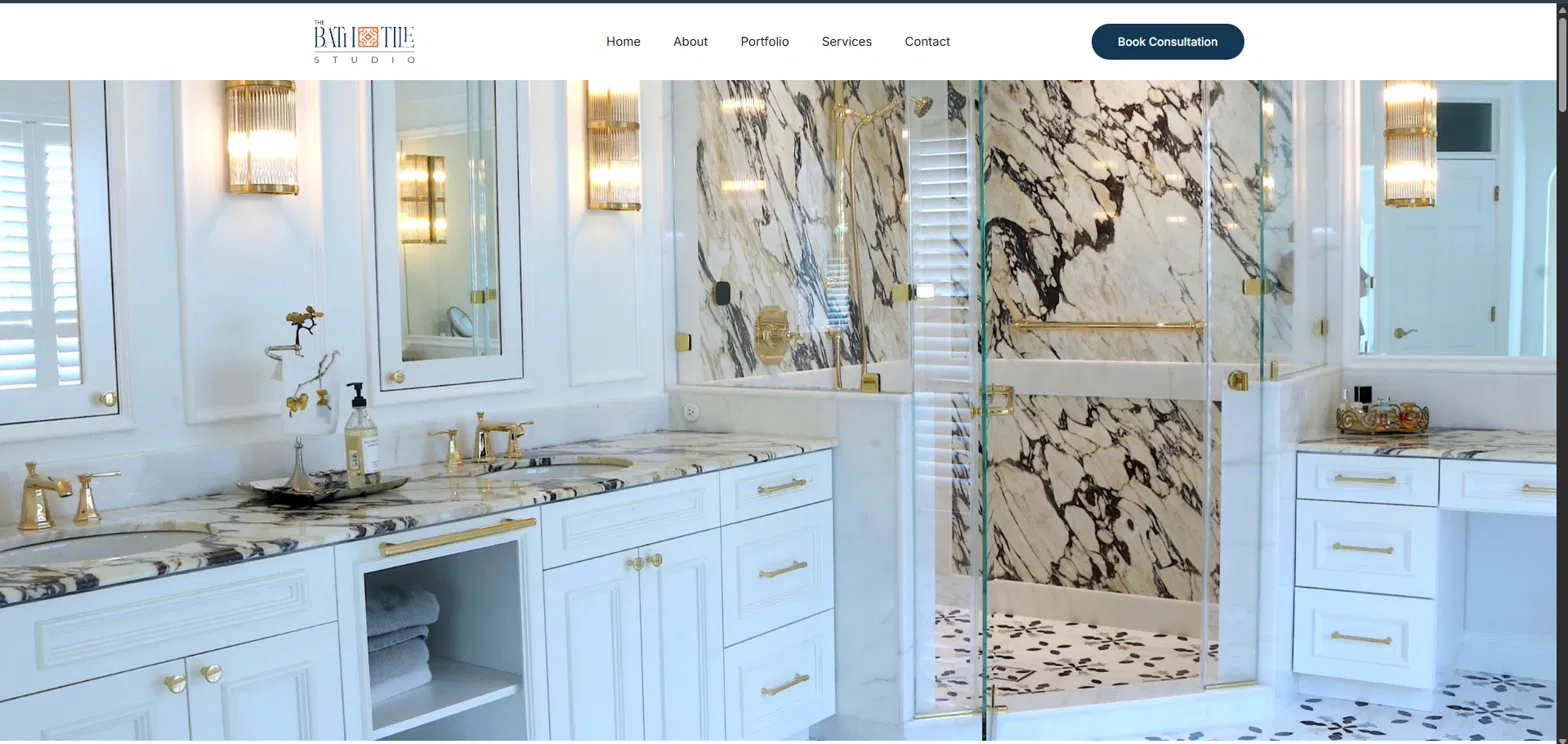 THE
BATH TILE
STUDIO
Home About Portfolio Services Contact
Book Consultation